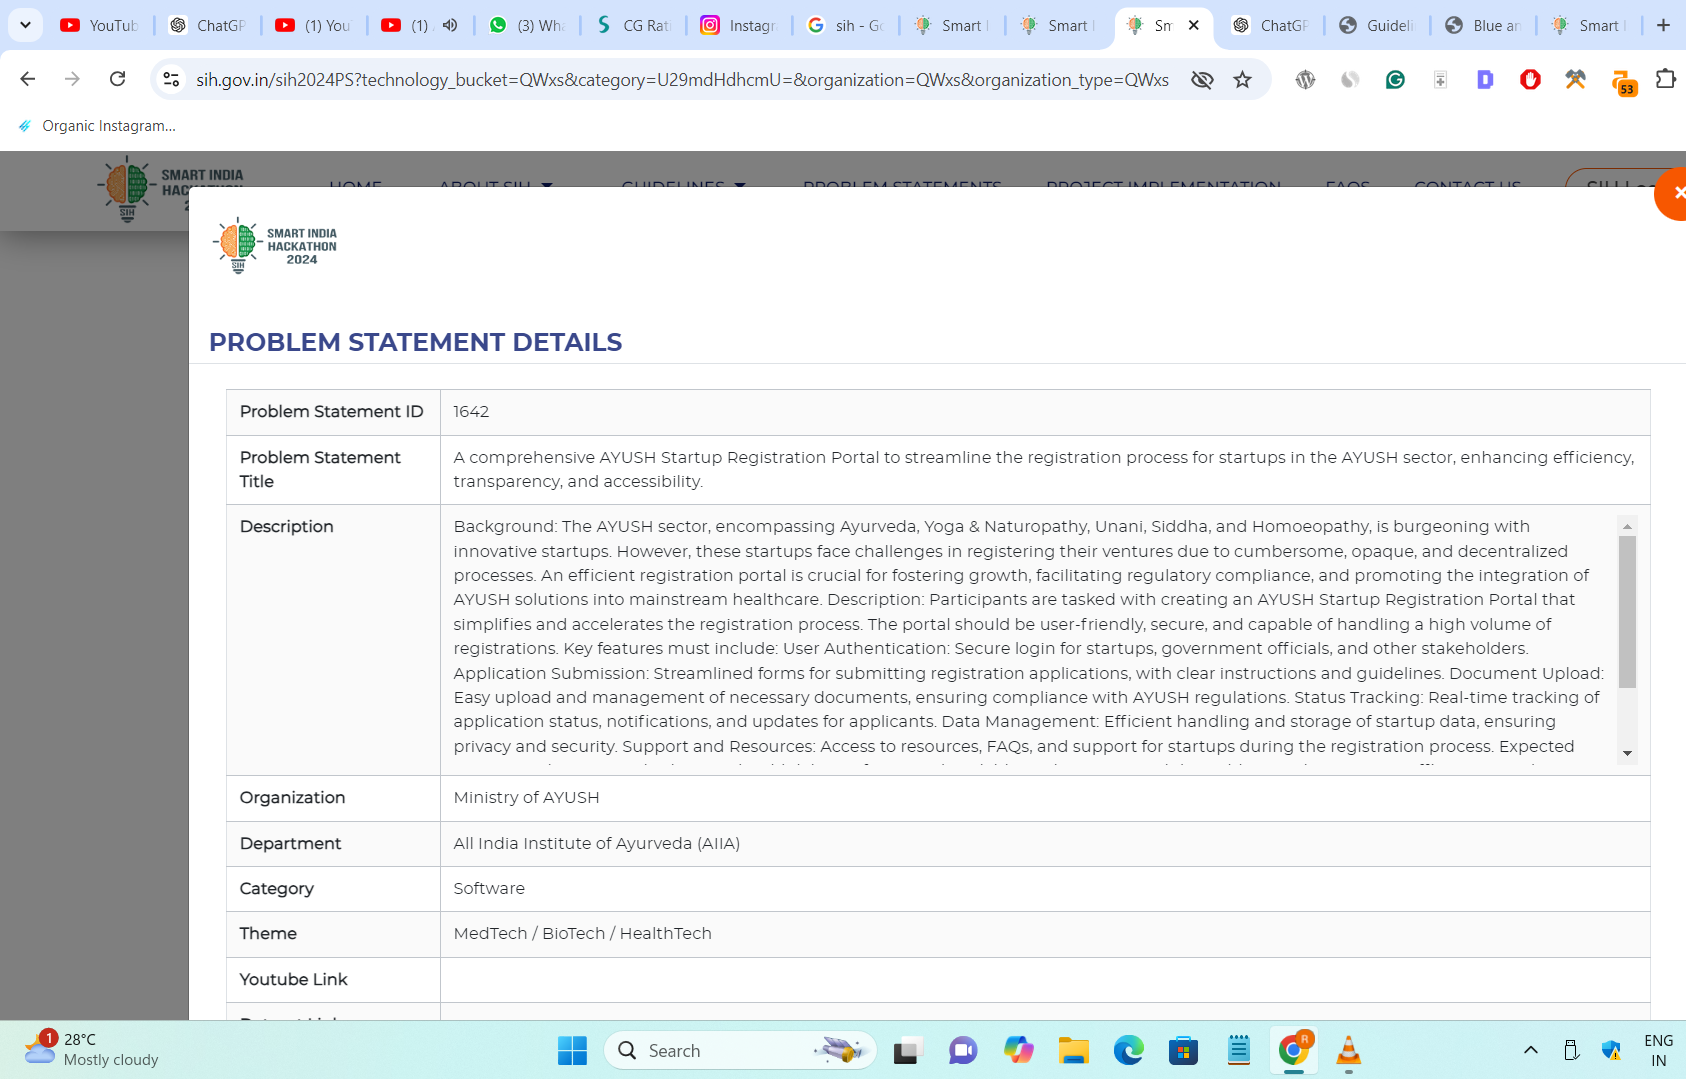 YouTub
ChatGP
(1) You
(1)
(3) Wha
CG Rat
Instagr
sih - Go
Smart
Smart
Sm
ChatGP
Guideli
Blue an
Smart
sih.gov.in/sih2024PS?technology_bucket=QWxs&category=U29mdHdhcmU=&organization=QWxs&organization_type=QWxs
53
Organic Instagram...
SMART INDIA
SIH
HOME
ABOUT SIH
GUIDELINES
PROBLEM STATEMENTS
PROJECT IMPLEMENTATION
FAQS
CONTACT US
SMART INDIA
HACKATHON
2024
SIH
PROBLEM STATEMENT DETAILS
Problem Statement ID
1642
Problem Statement
Title
A comprehensive AYUSH Startup Registration Portal to streamline the registration process for startups in the AYUSH sector, enhancing efficiency,
transparency, and accessibility.
Description
Background: The AYUSH sector, encompassing Ayurveda, Yoga & Naturopathy, Unani, Siddha, and Homoeopathy, is burgeoning with
innovative startups. However, these startups face challenges in registering their ventures due to cumbersome, opaque, and decentralized
processes. An efficient registration portal is crucial for fostering growth, facilitating regulatory compliance, and promoting the integration of
AYUSH solutions into mainstream healthcare. Description: Participants are tasked with creating an AYUSH Startup Registration Portal that
simplifies and accelerates the registration process. The portal should be user-friendly, secure, and capable of handling a high volume of
registrations. Key features must include: User Authentication: Secure login for startups, government officials, and other stakeholders.
Application Submission: Streamlined forms for submitting registration applications, with clear instructions and guidelines. Document Upload:
Easy upload and management of necessary documents, ensuring compliance with AYUSH regulations. Status Tracking: Real-time tracking of
application status, notifications, and updates for applicants. Data Management: Efficient handling and storage of startup data, ensuring
privacy and security. Support and Resources: Access to resources, FAQs, and support for startups during the registration process. Expected
Organization
Ministry of AYUSH
Department
All India Institute of Ayurveda (AIIA)
Category
Software
Theme
MedTech / BioTech / HealthTech
Youtube Link
1
28°C
Mostly cloudy
Search
R
ENG
IN